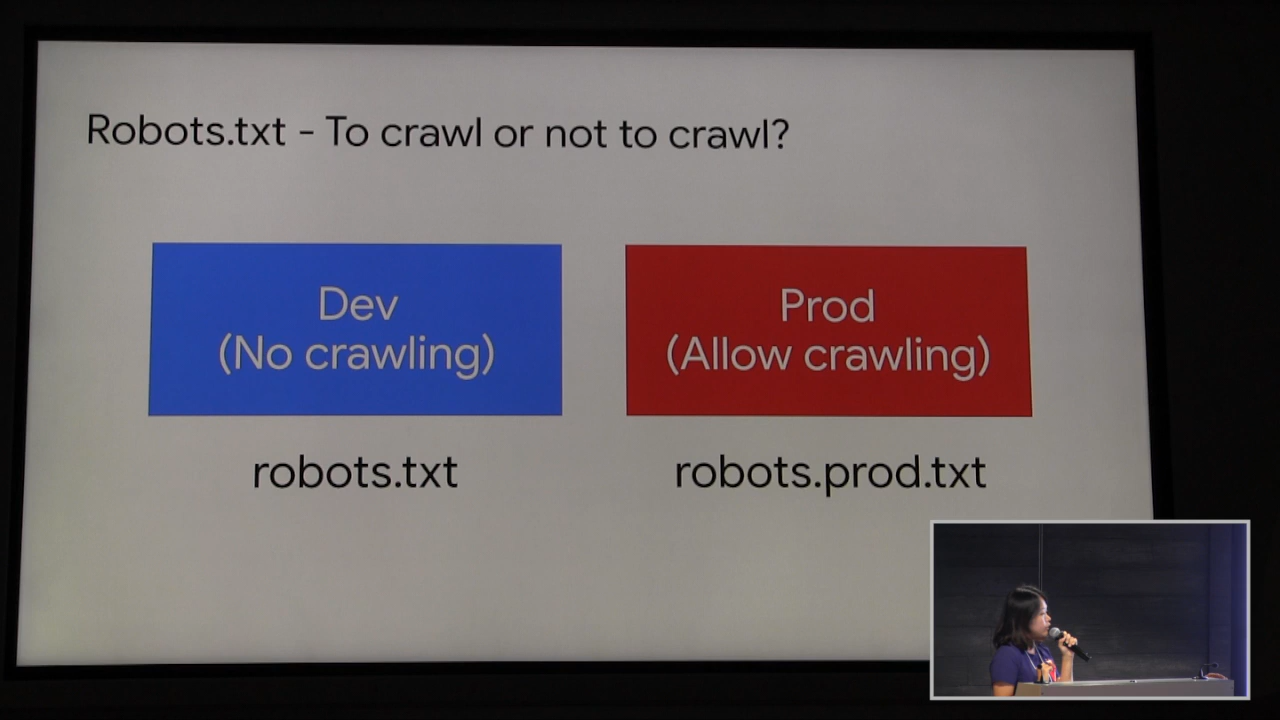 Robots.txt - To crawl or not to crawl?
Dev
(No crawling)
robots.txt
Prod
(Allow crawling)
robots.prod.txt